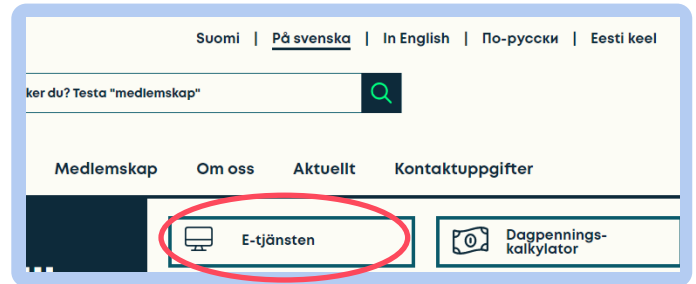 Suomi | På svenska | In English | По-русски | Eesti keel
ker du? Testa "medlemskap"
Medlemskap Om oss Aktuellt Kontaktuppgifter
E-tjänsten
Dagpennings-
kalkylator